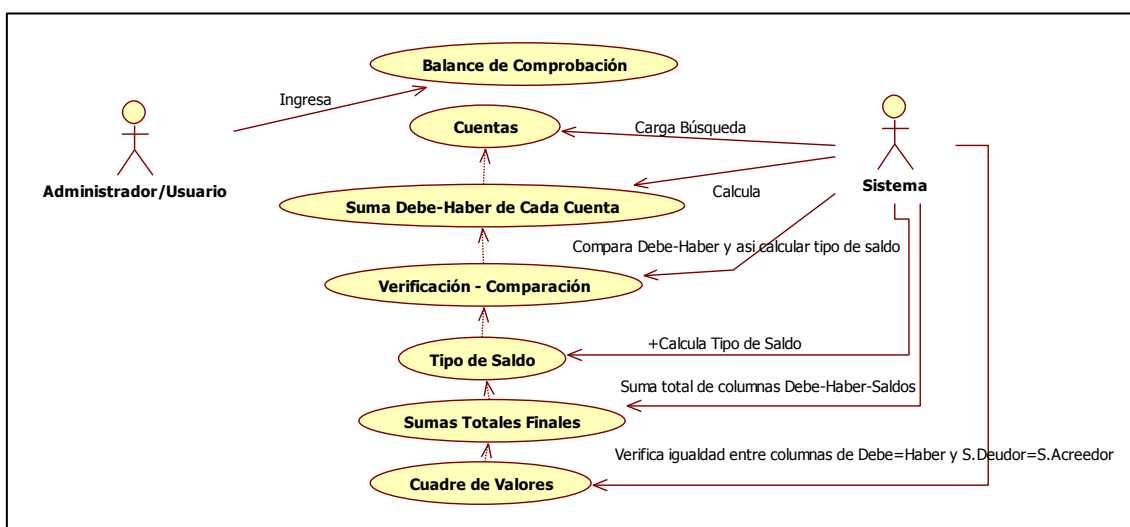 Balance de Comprobación
Ingresa
Cuentas
Carga Búsqueda
Administrador/Usuario
Sistema
Calcula
Suma Debe-Haber de Cada Cuenta
Compara Debe-Haber y asi calcular tipo de saldo
Verificación - Comparación
+Calcula Tipo de Saldo
Tipo de Saldo
Suma total de columnas Debe-Haber-Saldos
Sumas Totales Finales
Verifica igualdad entre columnas de Debe=Haber y S.Deudor=S.Acreedor
Cuadre de Valores